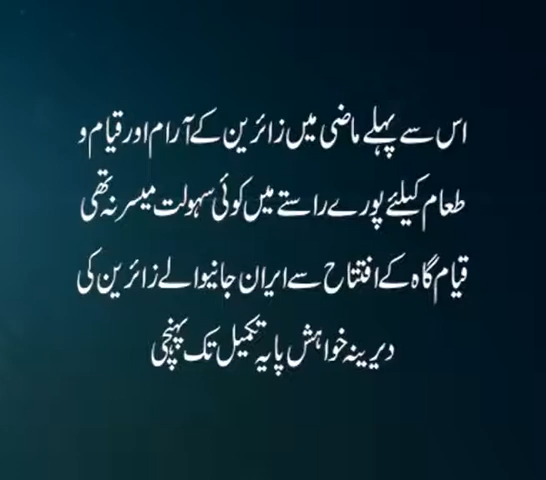 اس سے پہلے ماضی میں زائرین کے آرام اور قیام و
طعام کیلئے پورے راستے میں کوئی سہولت میسر نہ تھی
قیام گاہ کے افتتاح سے ایران جانیوالے زائرین کی
دیرینہ خواہش پایہ تکمیل تک پہنچی